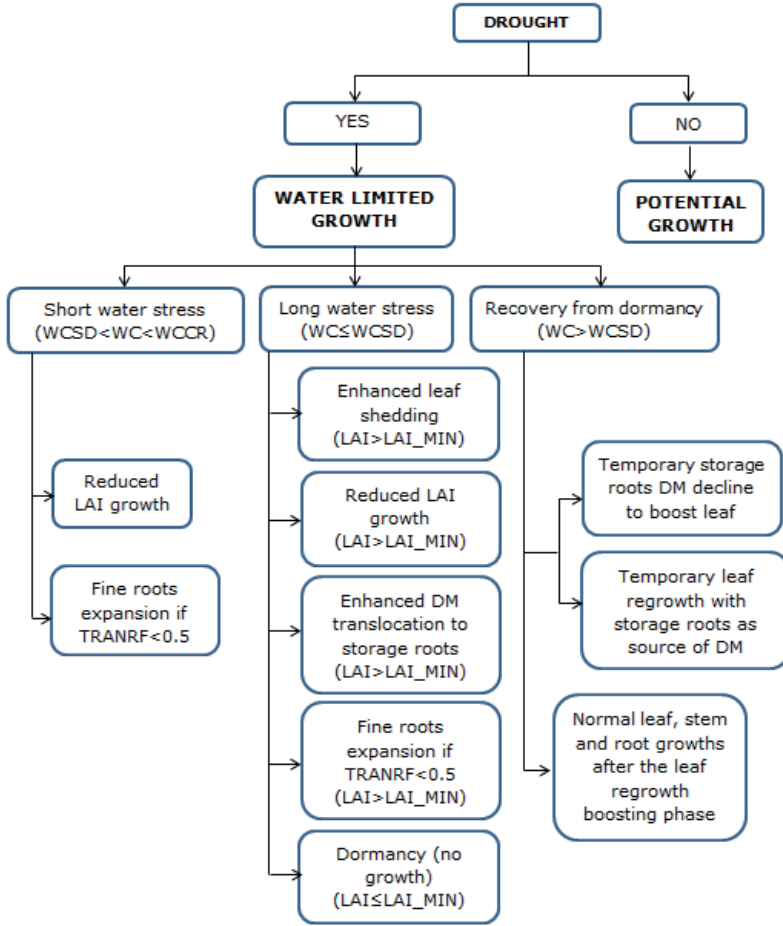 DROUGHT
YES
NO
WATER LIMITED
GROWTH
POTENTIAL
GROWTH
Short water stress
(WCSD<WC<WCCR)
Long water stress
(WC≤WCSD)
Recovery from dormancy
(WC>WCSD)
Reduced
LAI growth
Fine roots
expansion if
TRANRF<0.5
Enhanced leaf
shedding
(LAI>LAI_MIN)
Reduced LAI
growth
(LAI>LAI_MIN)
Enhanced DM
translocation to
storage roots
(LAI>LAI_MIN)
Fine roots
expansion if
TRANRF<0.5
(LAI>LAI_MIN)
Dormancy (no
growth)
(LAI≤LAI_MIN)
Temporary storage
roots DM decline
to boost leaf
Temporary leaf
regrowth with
storage roots as
source of DM
Normal leaf, stem
and root growths
after the leaf
regrowth
boosting phase